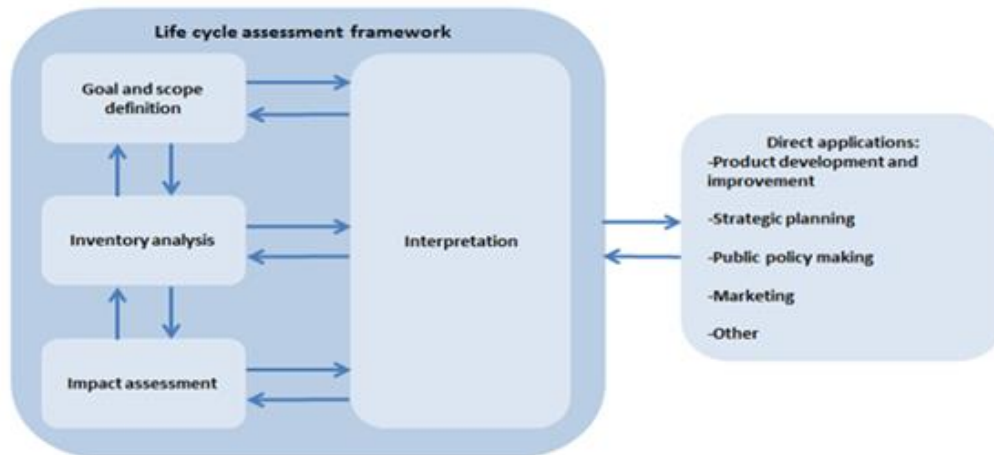 Life cycle assessment framework
Goal and scope
definition
Inventory analysis
Impact assessment
Interpretation
Direct applications:
-Product development and
improvement
-Strategic planning
-Public policy making
-Marketing
-Other